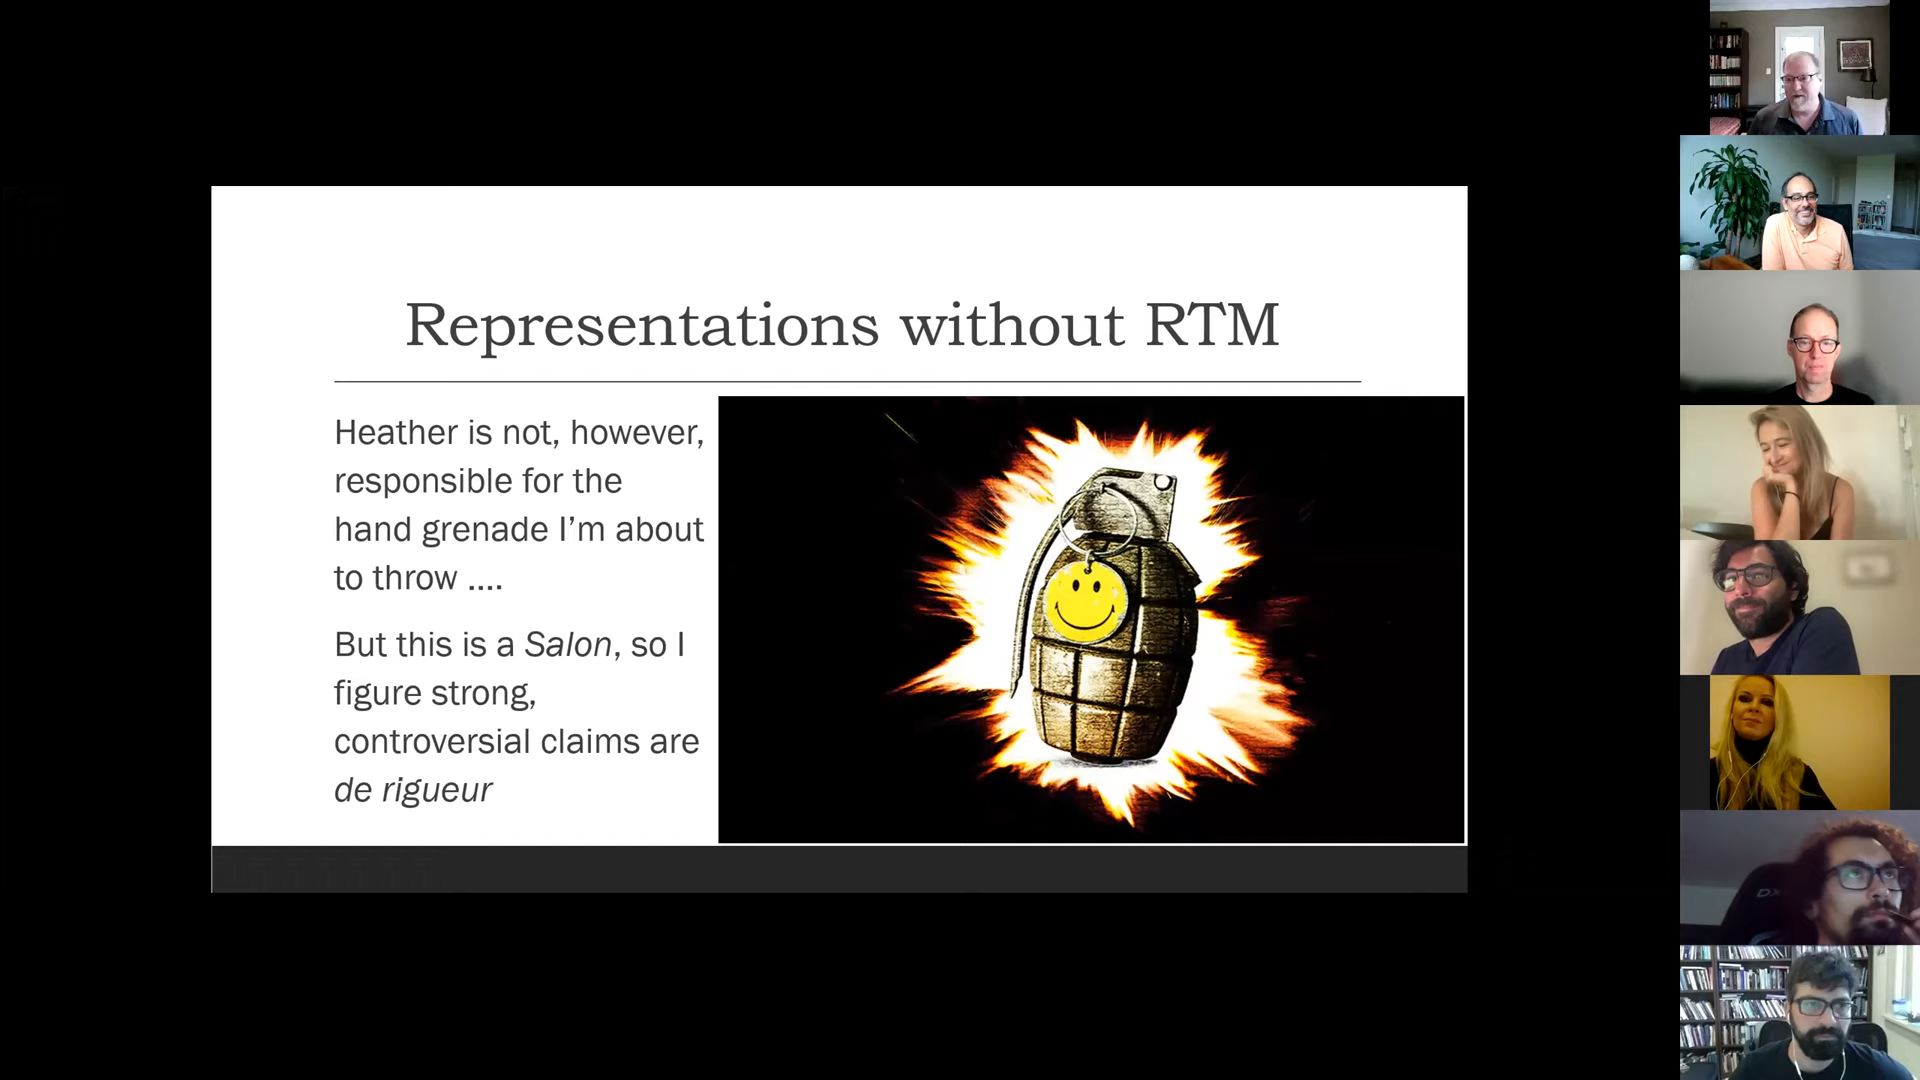 Representations without RTM
Heather is not, however,
responsible for the
hand grenade I’m about
to throw ….
But this is a Salon, so I
figure strong,
controversial claims are
de rigueur
DX